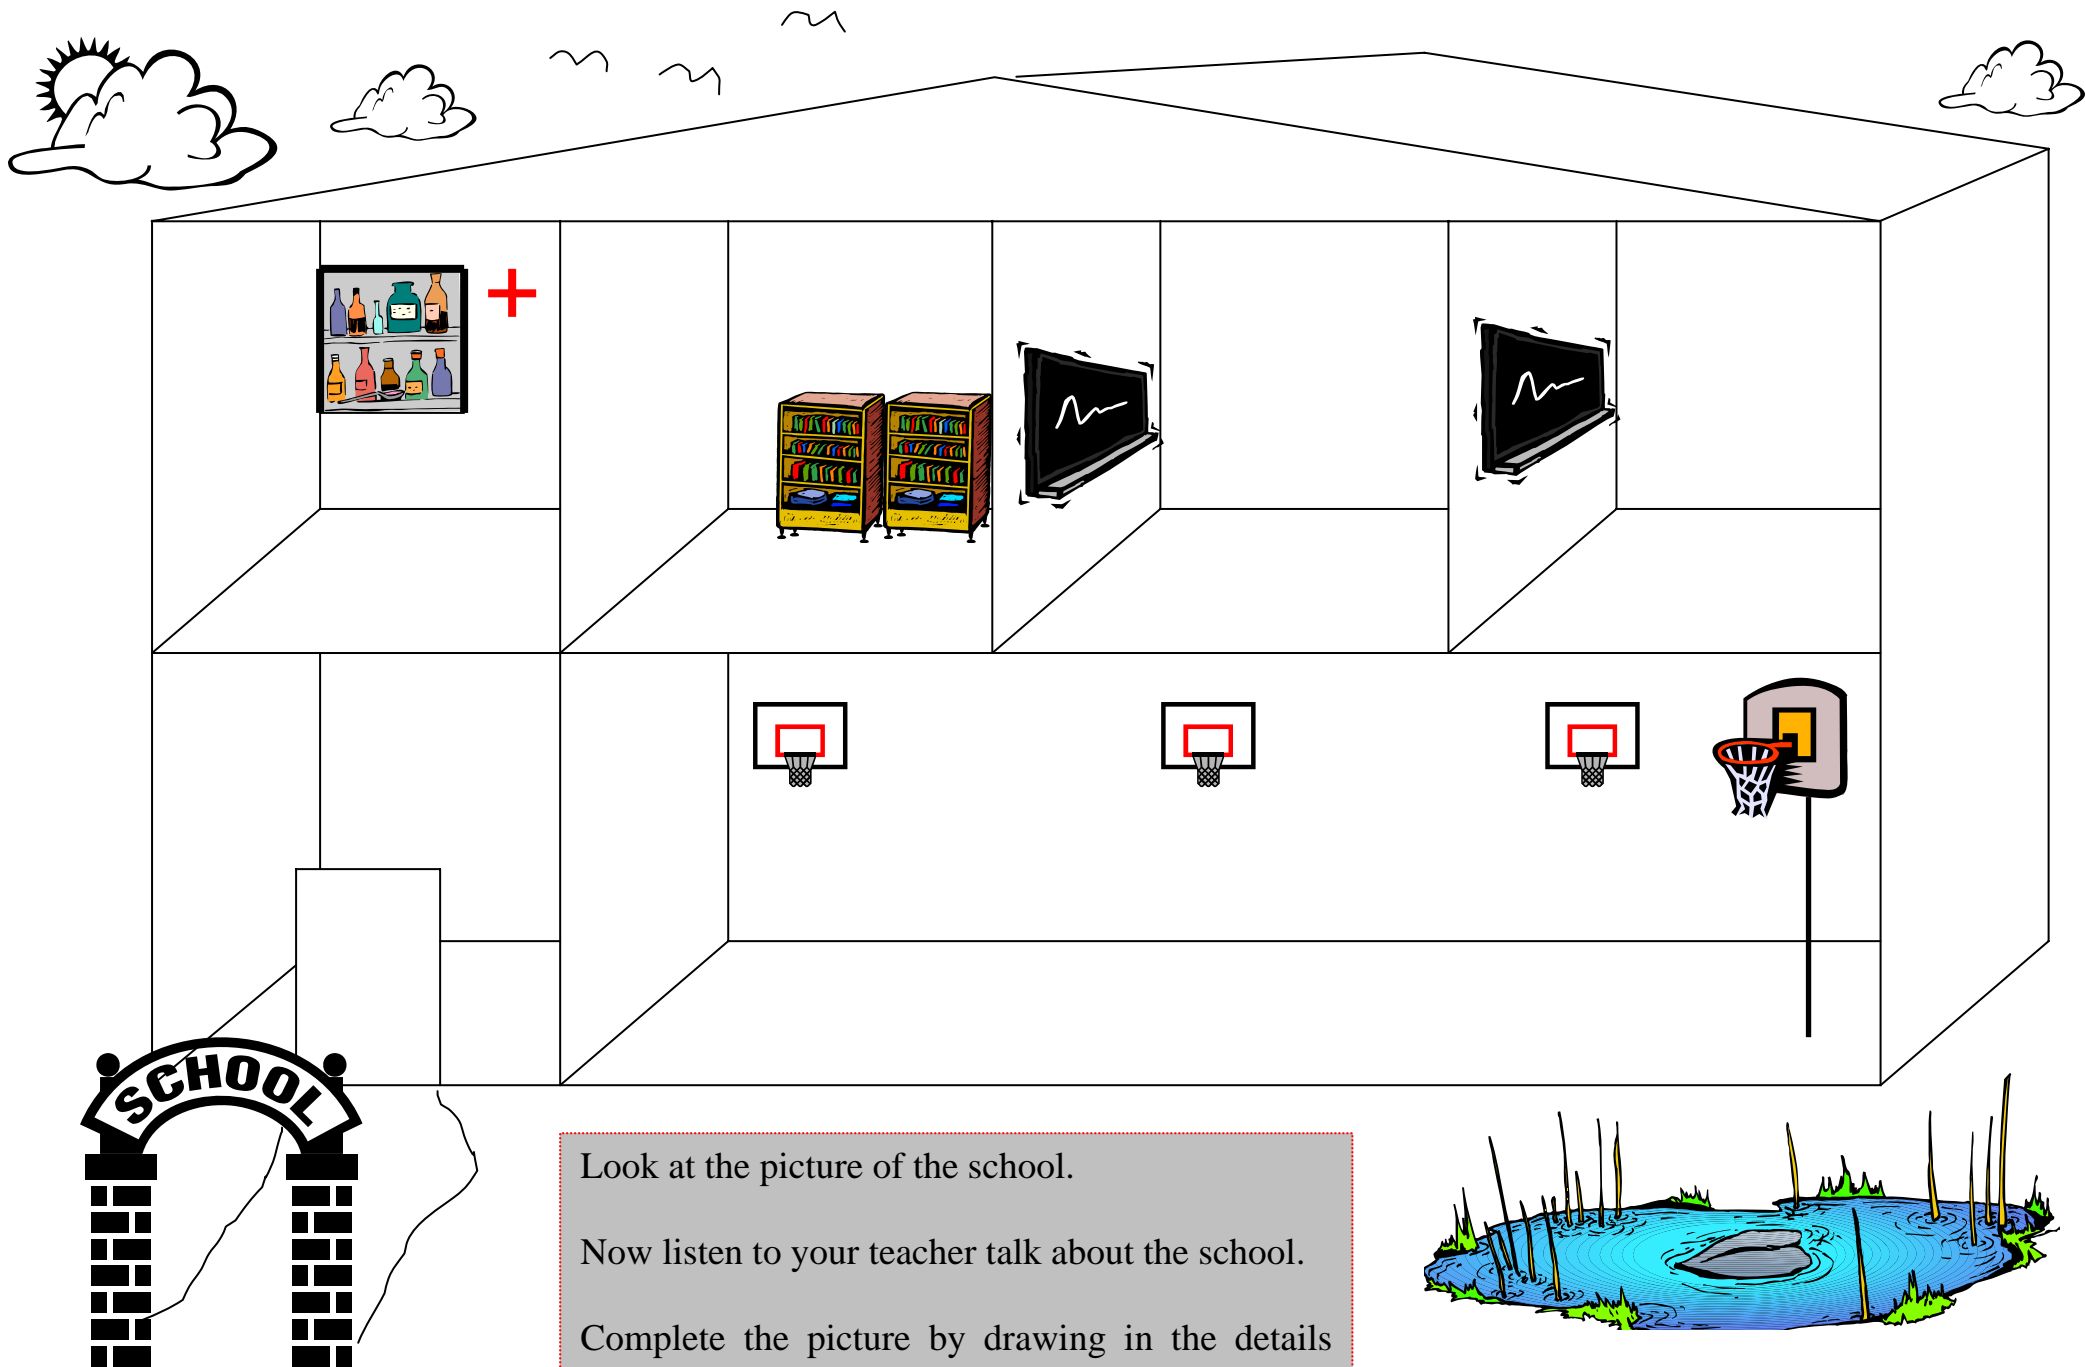 SCHOOL
Look at the picture of the school.
Now listen to your teacher talk about the school.
Complete the picture by drawing in the details